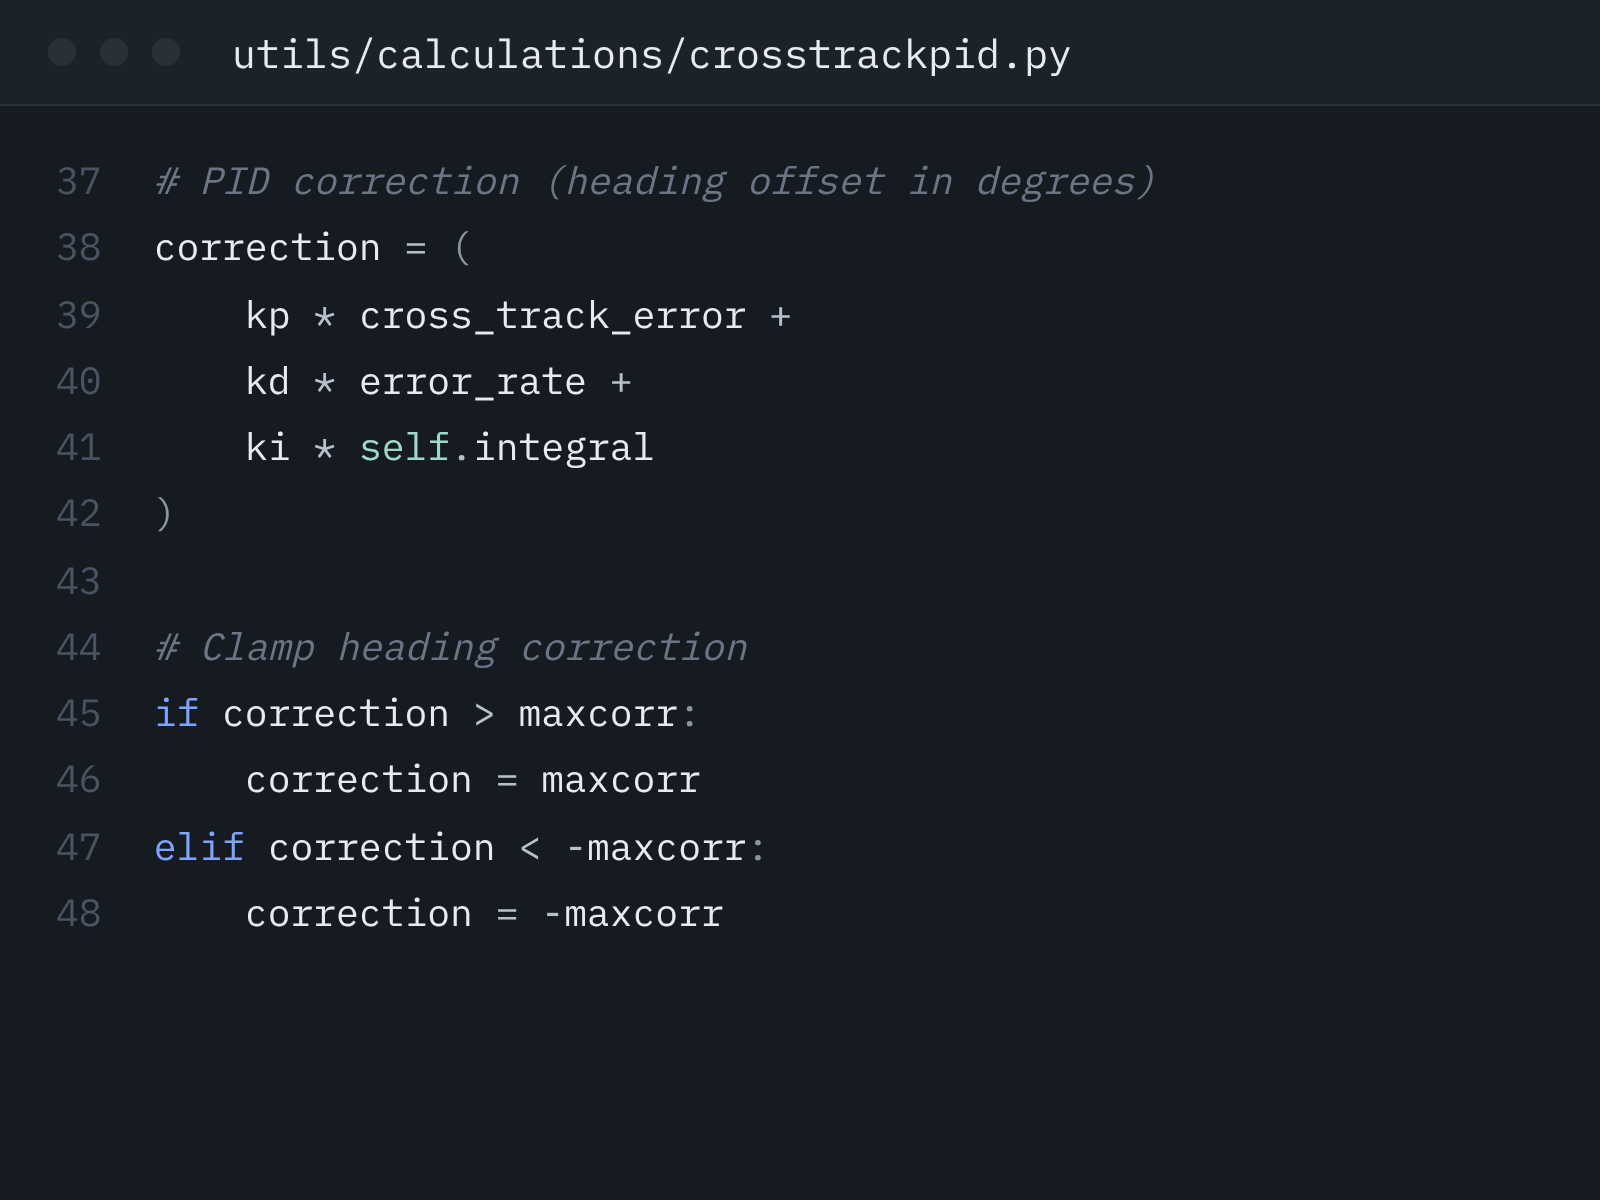 utils/calculations/crosstrackpid.py
37 # PID correction (heading offset in degrees)
38 correction = (
39     kp * cross_track_error +
40     kd * error_rate +
41     ki * self.integral
42 )
43
44 # Clamp heading correction
45 if correction > maxcorr:
46     correction = maxcorr
47 elif correction < -maxcorr:
48     correction = -maxcorr